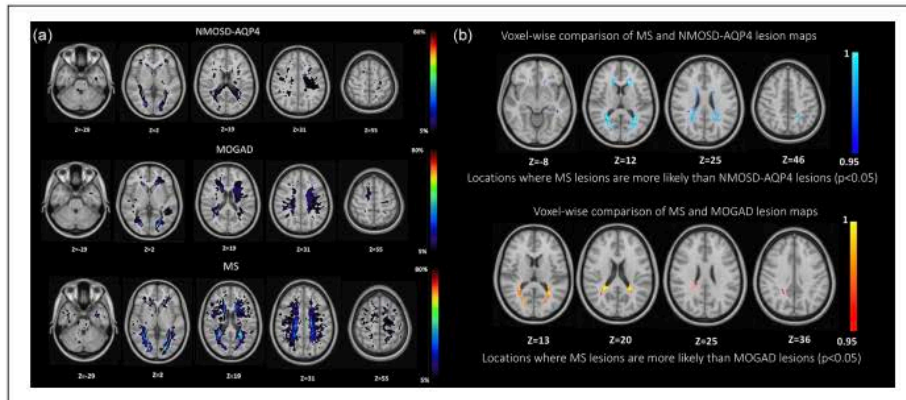 (a)
NMOSD-AQP4
80%
5%
Z=-29 Z=2 Z=19 Z=31 Z=55
MOGAD
80%
5%
Z=-29 Z=2 Z=19 Z=31 Z=55
MS
80%
5%
Z=-29 Z=2 Z=19 Z=31 Z=55
(b)
Voxel-wise comparison of MS and NMOSD-AQP4 lesion maps
1
0.95
Z=-8 Z=12 Z=25 Z=46
Locations where MS lesions are more likely than NMOSD-AQP4 lesions (p<0.05)
Voxel-wise comparison of MS and MOGAD lesion maps
1
0.95
Z=13 Z=20 Z=25 Z=36
Locations where MS lesions are more likely than MOGAD lesions (p<0.05)